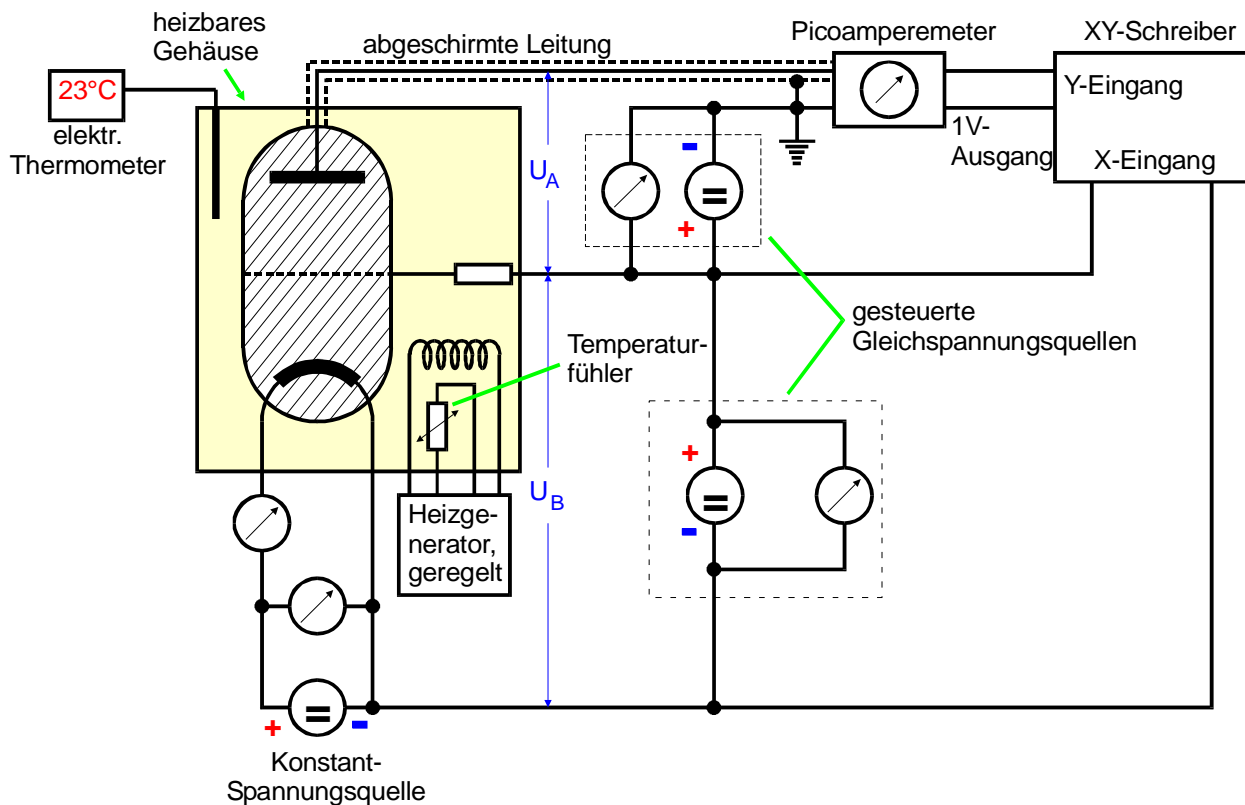 heizbares
Gehäuse
abgeschirmte Leitung
Picoamperemeter
XY-Schreiber
23°C
elektr.
Thermometer
Y-Eingang
1V-
Ausgang
X-Eingang
U_A
-
+
=
gesteuerte
Gleichspannungsquellen
Temperatur-
fühler
+
=
-
U_B
Heizge-
nerator,
geregelt
+
=
-
Konstant-
Spannungsquelle